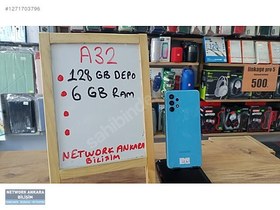 #1271703796
A32
128 GB DEPO
6 GB RAM
NETWORK ANKARA
BİLİŞİM
500
NETWORK ANKARA
BİLİŞİM